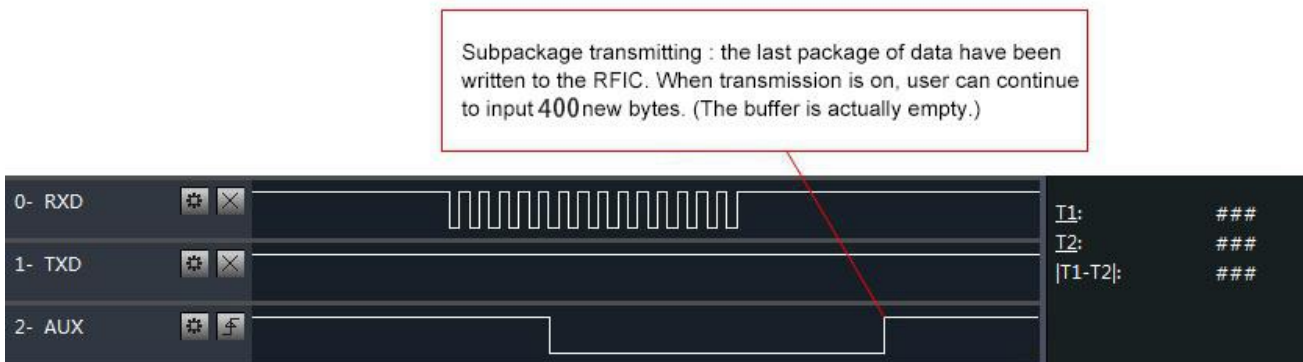 Subpackage transmitting : the last package of data have been
written to the RFIC. When transmission is on, user can continue
to input 400 new bytes. (The buffer is actually empty.)
0- RXD
1- TXD
2- AUX
T1: ###
T2: ###
|T1-T2|: ###